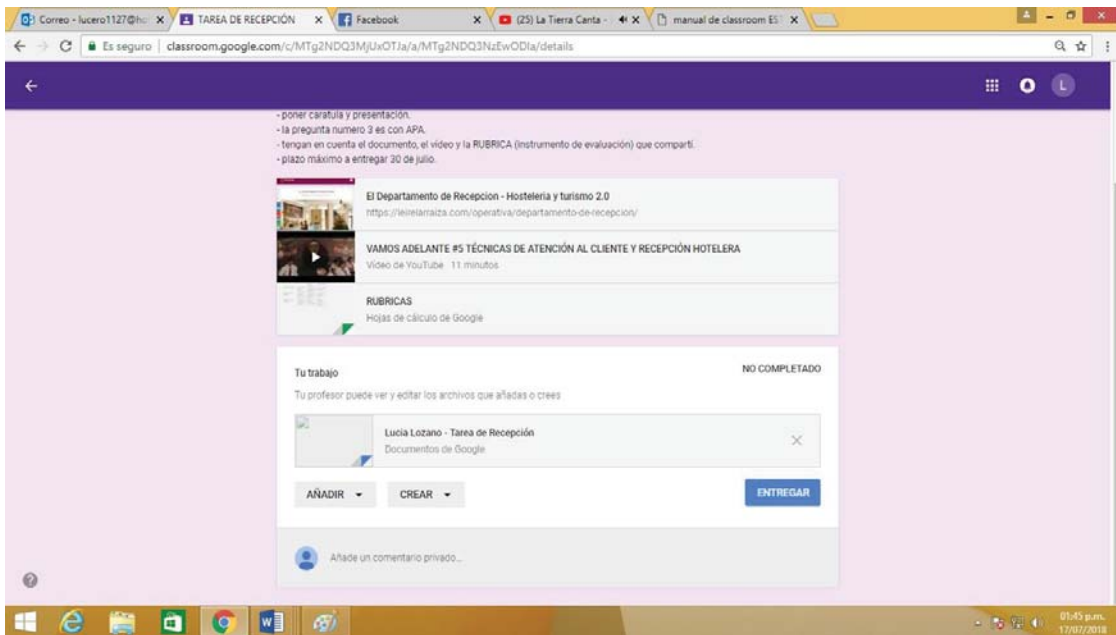 Correo - lucero1127@ho
TAREA DE RECEPCIÓN
Facebook
(25) La Tierra Canta -
manual de classroom EST
Es seguro | classroom.google.com/c/MTg2NDQ3MjUxOTJa/a/MTg2NDQ3NzEwODla/details
L
- poner caratula y presentación.
- la pregunta numero 3 es con APA.
- tengan en cuenta el documento, el vídeo y la RUBRICA (Instrumento de evaluación) que compartí.
- plazo máximo a entregar 20 de julio.
El Departamento de Recepcion - Hosteleria y turismo 2.0
https://leirelarraiza.com/operativa/departamento-de-recepcion/
VAMOS ADELANTE #5 TÉCNICAS DE ATENCIÓN AL CLIENTE Y RECEPCIÓN HOTELERA
Vídeo de YouTube 11 minutos
RUBRICAS
Hojas de cálculo de Google
Tu trabajo
NO COMPLETADO
Tu profesor puede ver y editar los archivos que añadas o crees
Lucia Lozano - Tarea de Recepción
Documentos de Google
AÑADIR
CREAR
ENTREGAR
Añade un comentario privado...
01:45 p.m.
17/07/2018